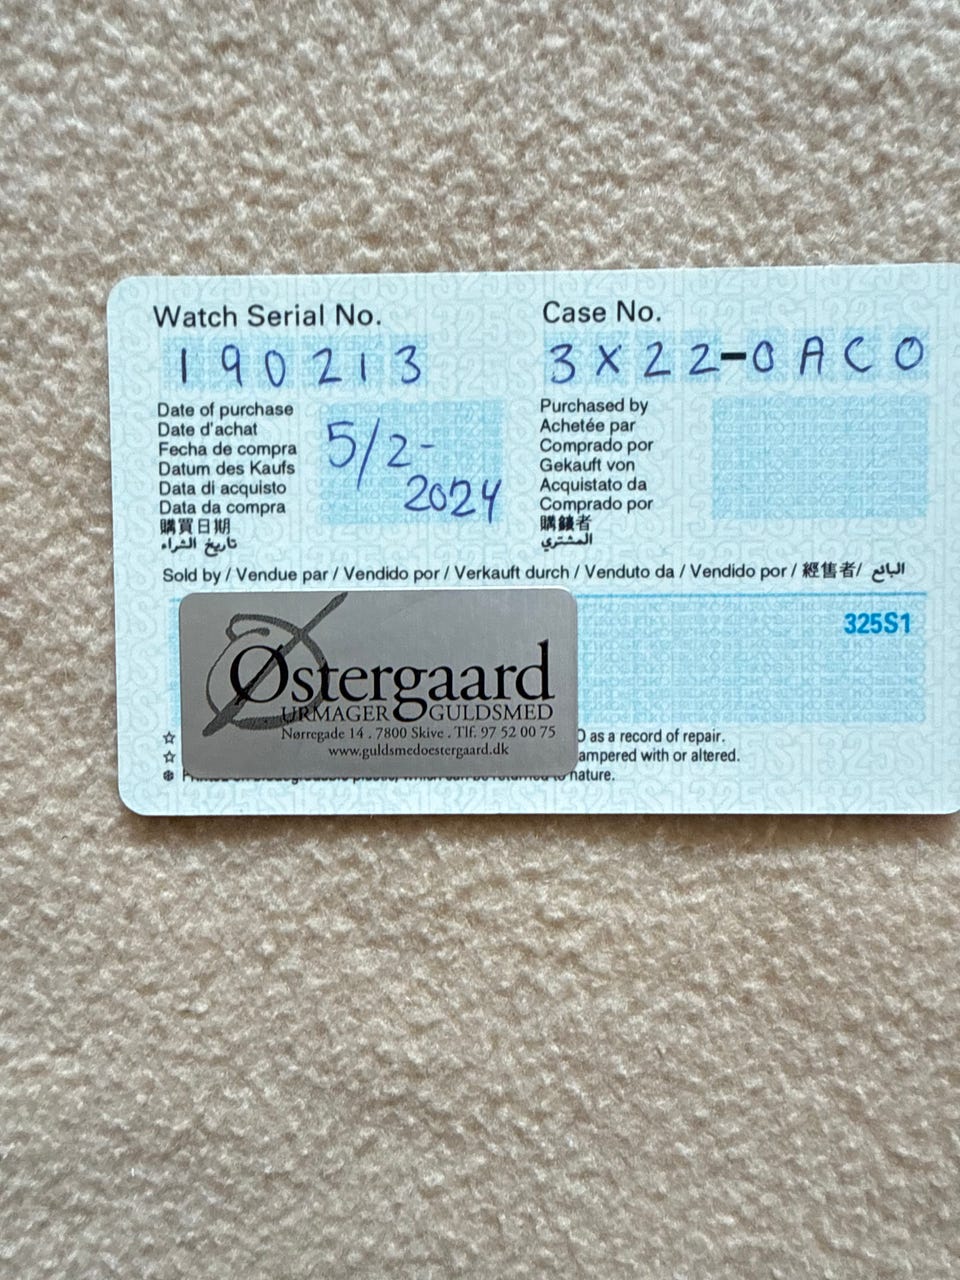 Watch Serial No.
190213
Case No.
3X22-0AC0
Date of purchase
Date d'achat
Fecha de compra
Datum des Kaufs
Data di acquisto
Data da compra
購買日期
تاريخ الشراء
5/2-
2024
Purchased by
Achetée par
Comprado por
Gekauft von
Acquistato da
Comprado por
購錶者
المشتري
Sold by / Vendue par / Vendido por / Verkauft durch / Venduto da / Vendido por / 經售者/ البائع
325S1
Østergaard
URMAGER GULDSMED
Nørregade 14 . 7800 Skive . Tlf. 97 52 00 75
www.guldsmedoestergaard.dk
as a record of repair.
ampered with or altered.
nature.